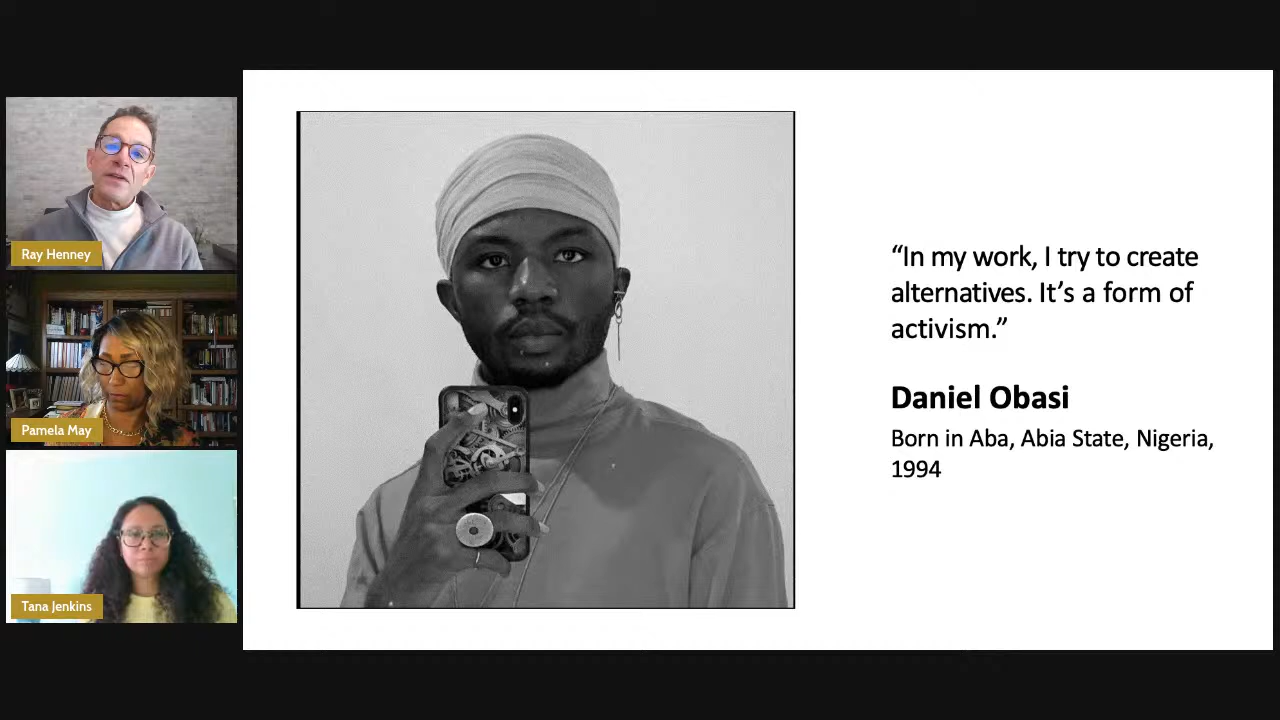 Ray Henney
Pamela May
Tana Jenkins
“In my work, I try to create
alternatives. It’s a form of
activism.”
Daniel Obasi
Born in Aba, Abia State, Nigeria,
1994